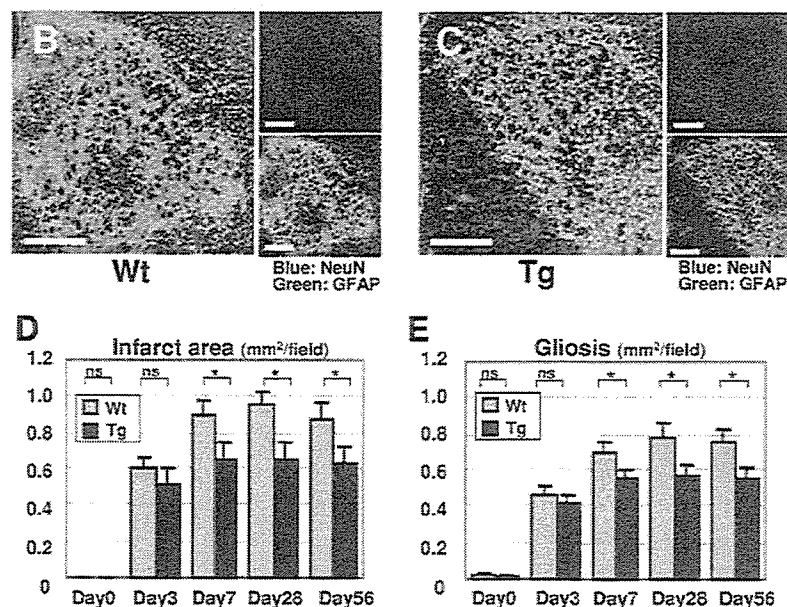 B
C
Wt
Blue: NeuN
Green: GFAP
Tg
Blue: NeuN
Green: GFAP
D
Infarct area (mm²/field)
1.2
1.0
0.8
0.6
0.4
0.2
0
ns
ns
*
*
*
Wt
Tg
Day0 Day3 Day7 Day28 Day56
E
Gliosis (mm²/field)
1.2
1.0
0.8
0.6
0.4
0.2
0
ns
ns
*
*
*
Wt
Tg
Day0 Day3 Day7 Day28 Day56